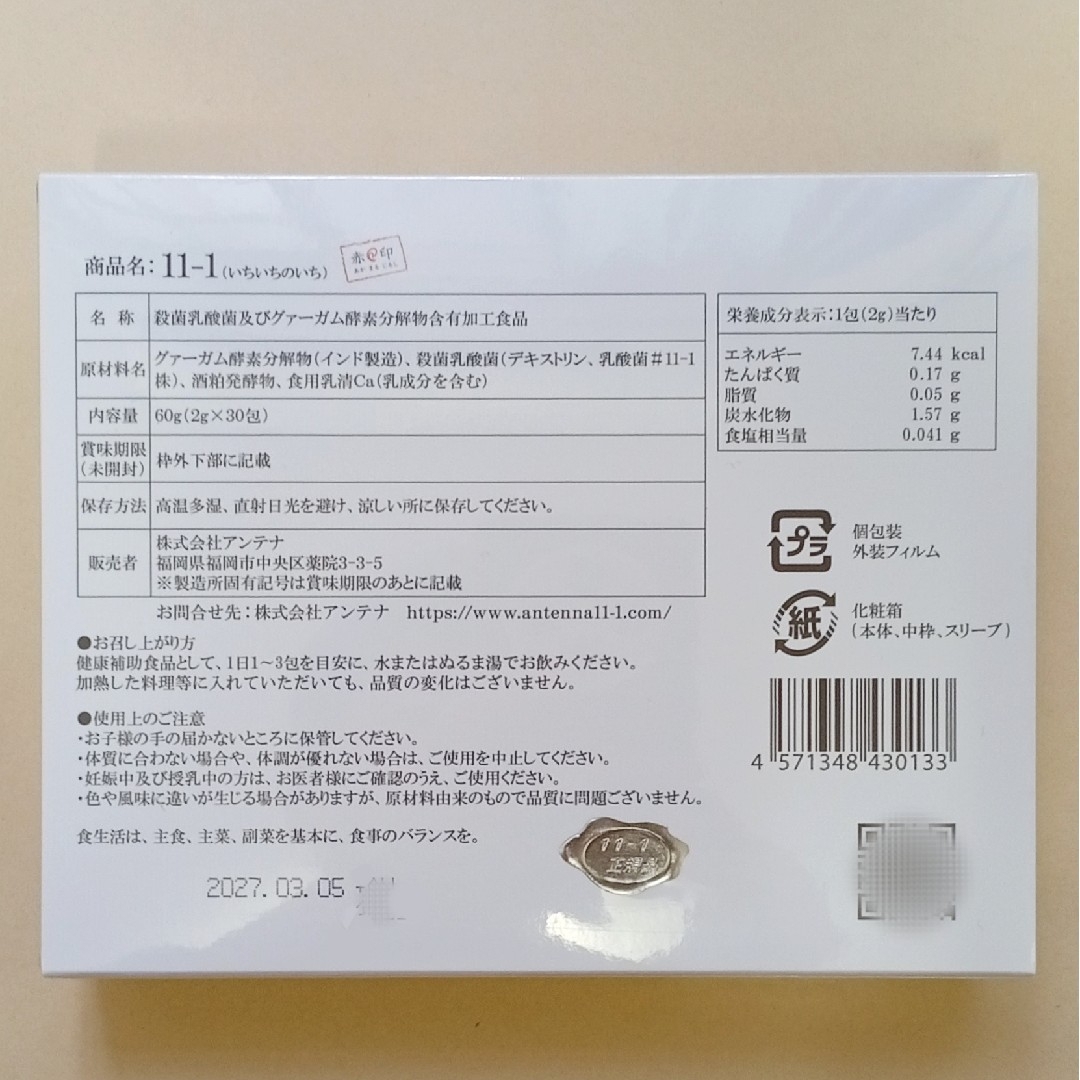 商品名：11-1(いちいちのいち)
赤@印
名 称 殺菌乳酸菌及びグァーガム酵素分解物含有加工食品
原材料名 グァーガム酵素分解物(インド製造)、殺菌乳酸菌(デキストリン、乳酸菌#11-1
株)、酒粕発酵物、食用乳清Ca(乳成分を含む)
内容量 60g(2g×30包)
賞味期限
(未開封) 枠外下部に記載
保存方法 高温多湿、直射日光を避け、涼しい所に保存してください。
販売者 株式会社アンテナ
福岡県福岡市中央区薬院3-3-5
※製造所固有記号は賞味期限のあとに記載
お問合せ先：株式会社アンテナ https://www.antenna11-1.com/
●お召し上がり方
健康補助食品として、1日1～3包を目安に、水またはぬるま湯でお飲みください。
加熱した料理等に入れていただいても、品質の変化はございません。
●使用上のご注意
・お子様の手の届かないところに保管してください。
・体質に合わない場合や、体調が優れない場合は、ご使用を中止してください。
・妊娠中及び授乳中の方は、お医者様にご確認のうえ、ご使用ください。
・色や風味に違いが生じる場合がありますが、原材料由来のもので品質に問題ございません。
食生活は、主食、主菜、副菜を基本に、食事のバランスを。
2027.03.05
11-1
正規品
栄養成分表示：1包(2g)当たり
エネルギー 7.44 kcal
たんぱく質 0.17 g
脂質 0.05 g
炭水化物 1.57 g
食塩相当量 0.041 g
プラ
個包装
外装フィルム
紙
化粧箱
(本体、中枠、スリーブ)
4 571348 430133